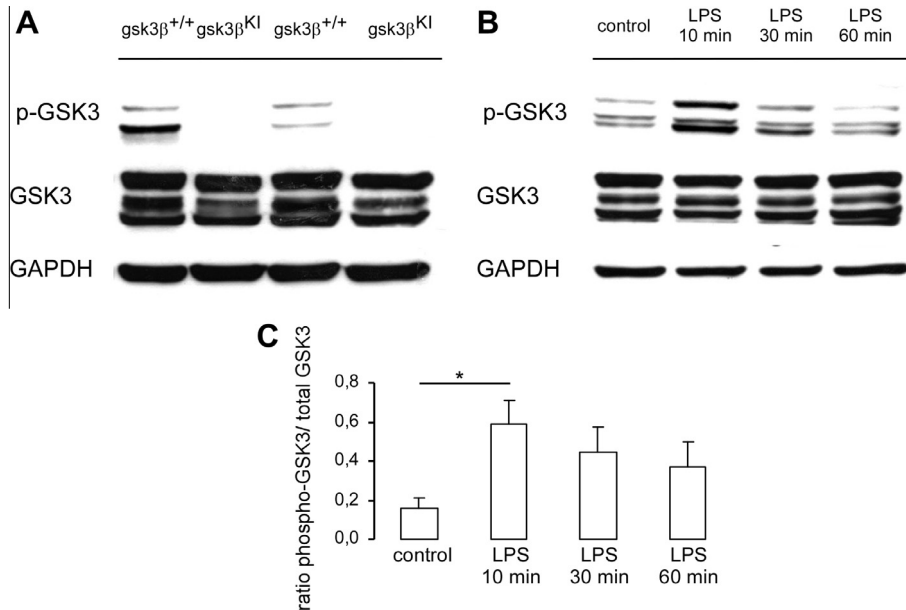 A
gsk3β+/+ gsk3βKI gsk3β+/+ gsk3βKI
p-GSK3
GSK3
GAPDH
B
control LPS 10 min LPS 30 min LPS 60 min
p-GSK3
GSK3
GAPDH
C
ratio phospho-GSK3/ total GSK3
0,8
0,6
0,4
0,2
0,0
*
control LPS 10 min LPS 30 min LPS 60 min